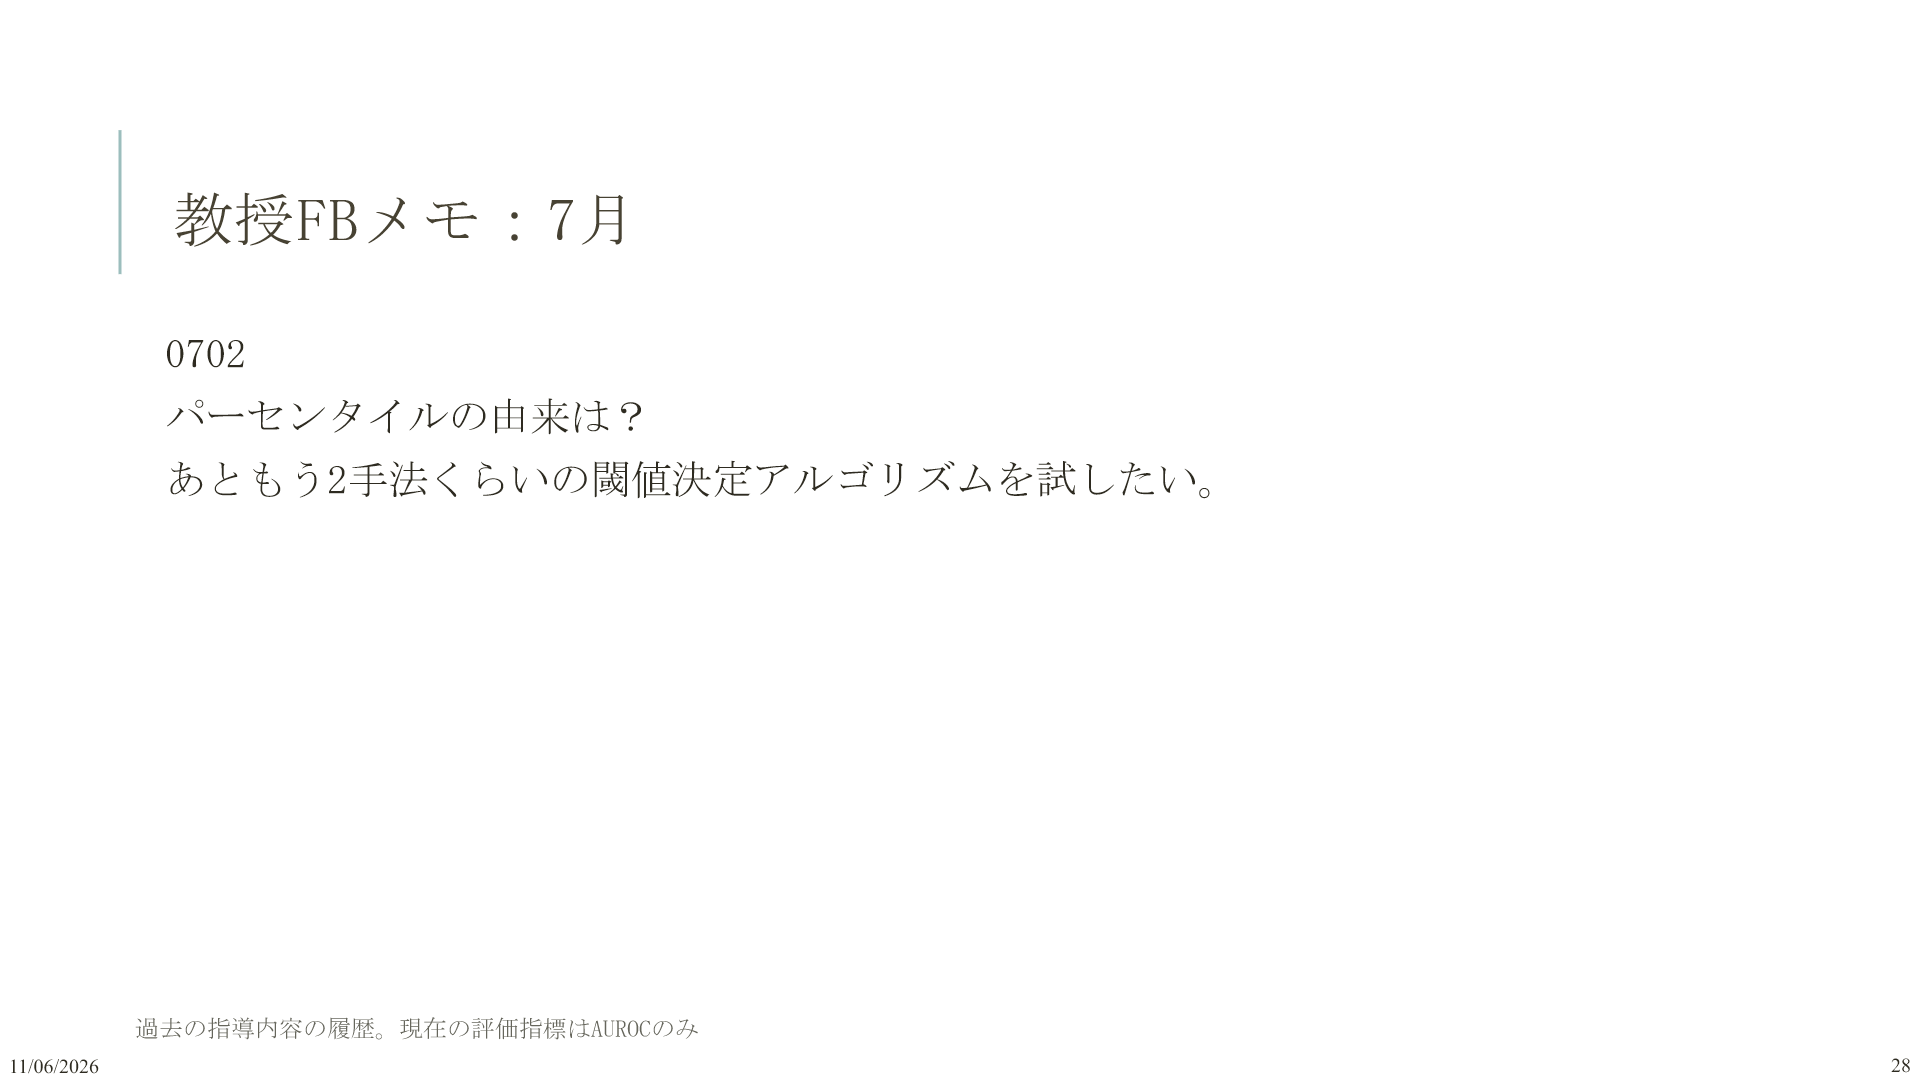 教授FBメモ：7月
0702
パーセンタイルの由来は？
あともう2手法くらいの閾値決定アルゴリズムを試したい。
過去の指導内容の履歴。現在の評価指標はAUROCのみ
11/06/2026
28